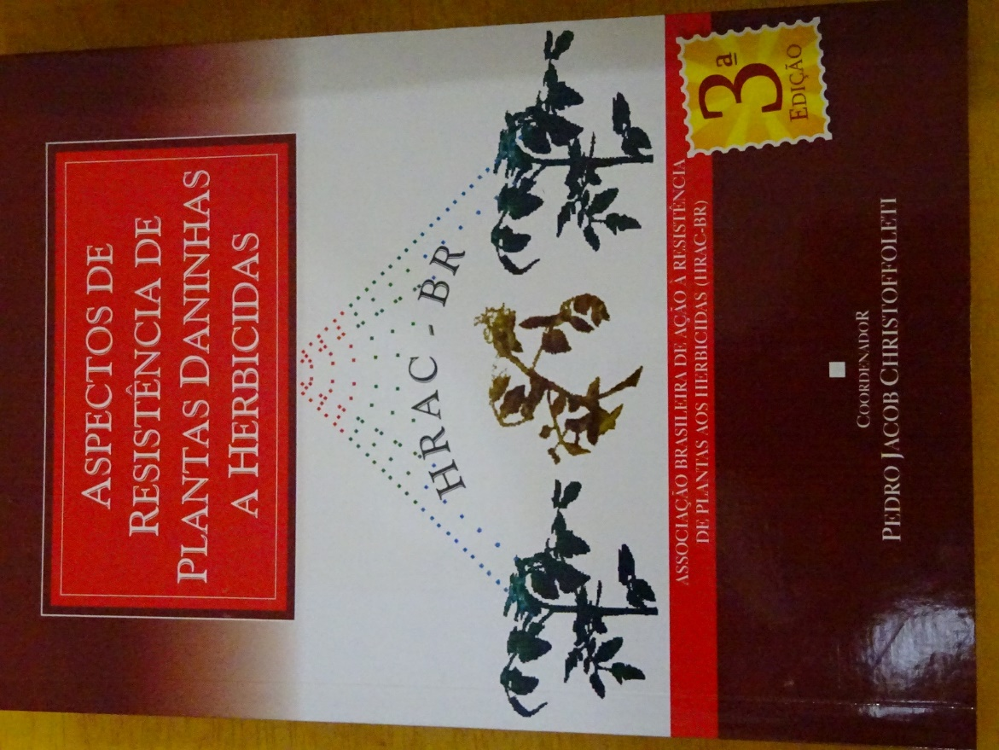 ASPECTOS DE
RESISTÊNCIA DE
PLANTAS DANINHAS
A HERBICIDAS
HRAC - BR
ASSOCIAÇÃO BRASILEIRA DE AÇÃO À RESISTÊNCIA
DE PLANTAS AOS HERBICIDAS (HRAC-BR)
3ª
EDIÇÃO
COORDENADOR
PEDRO JACOB CHRISTOFFOLETI